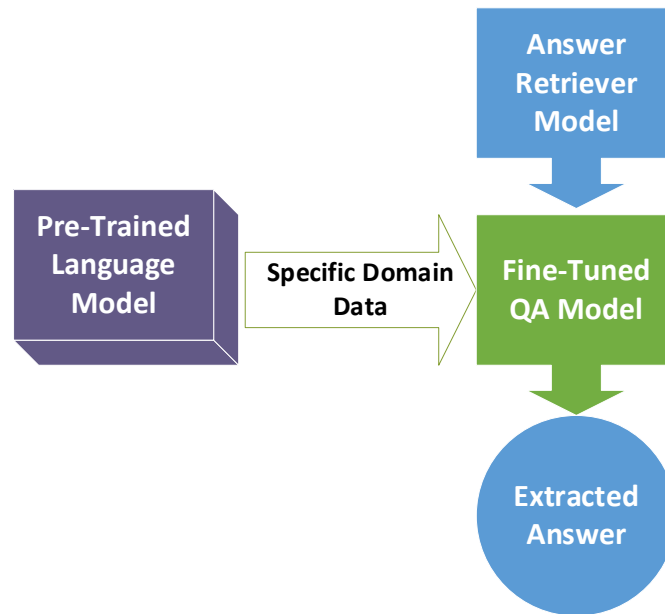 Answer
Retriever
Model
Pre-Trained
Language
Model
Specific Domain
Data
Fine-Tuned
QA Model
Extracted
Answer